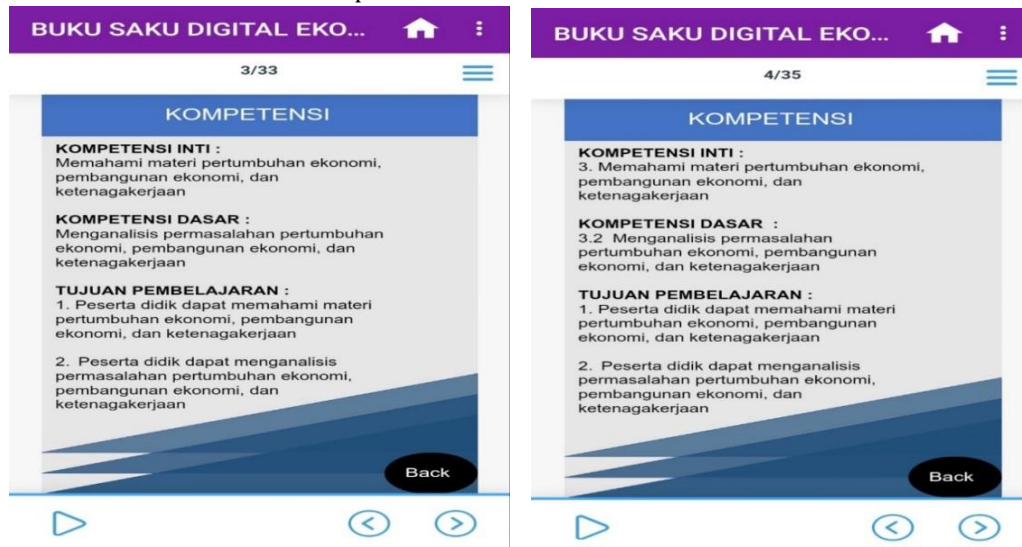 BUKU SAKU DIGITAL EKO...
3/33
KOMPETENSI
KOMPETENSI INTI :
Memahami materi pertumbuhan ekonomi,
pembangunan ekonomi, dan
ketenagakerjaan
KOMPETENSI DASAR :
Menganalisis permasalahan pertumbuhan
ekonomi, pembangunan ekonomi, dan
ketenagakerjaan
TUJUAN PEMBELAJARAN :
1. Peserta didik dapat memahami materi
pertumbuhan ekonomi, pembangunan
ekonomi, dan ketenagakerjaan
2. Peserta didik dapat menganalisis
permasalahan pertumbuhan ekonomi,
pembangunan ekonomi, dan
ketenagakerjaan
Back
BUKU SAKU DIGITAL EKO...
4/35
KOMPETENSI
KOMPETENSI INTI :
3. Memahami materi pertumbuhan ekonomi,
pembangunan ekonomi, dan
ketenagakerjaan
KOMPETENSI DASAR :
3.2 Menganalisis permasalahan
pertumbuhan ekonomi, pembangunan
ekonomi, dan ketenagakerjaan
TUJUAN PEMBELAJARAN :
1. Peserta didik dapat memahami materi
pertumbuhan ekonomi, pembangunan
ekonomi, dan ketenagakerjaan
2. Peserta didik dapat menganalisis
permasalahan pertumbuhan ekonomi,
pembangunan ekonomi, dan
ketenagakerjaan
Back